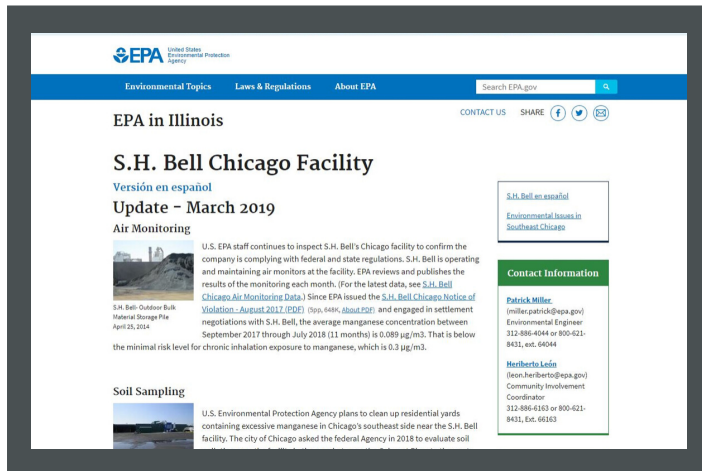 EPA
United States
Environmental Protection
Agency
Environmental Topics Laws & Regulations About EPA
Search EPA.gov
EPA in Illinois
CONTACT US SHARE
S.H. Bell Chicago Facility
Versión en español
Update – March 2019
Air Monitoring
U.S. EPA staff continues to inspect S.H. Bell's Chicago facility to confirm the
company is complying with federal and state regulations. S.H. Bell is operating
and maintaining air monitors at the facility. EPA reviews and publishes the
results of the monitoring each month. (For the latest data, see S.H. Bell
Chicago Air Monitoring Data.) Since EPA issued the S.H. Bell Chicago Notice of
Violation - August 2017 (PDF) (5pp, 646K, About PDF) and engaged in settlement
negotiations with S.H. Bell, the average manganese concentration between
September 2017 through July 2018 (11 months) is 0.089 µg/m3. That is below
the minimal risk level for chronic inhalation exposure to manganese, which is 0.3 µg/m3.
S.H. Bell- Outdoor Bulk
Material Storage Pile
April 25, 2014
Soil Sampling
U.S. Environmental Protection Agency plans to clean up residential yards
containing excessive manganese in Chicago's southeast side near the S.H. Bell
facility. The city of Chicago asked the federal Agency in 2018 to evaluate soil
S.H. Bell en español
Environmental Issues in
Southeast Chicago
Contact Information
Patrick Miller
(miller.patrick@epa.gov)
Environmental Engineer
312-886-4044 or 800-621-
8431, ext. 64044
Heriberto León
(leon.heriberto@epa.gov)
Community Involvement
Coordinator
312-886-6163 or 800-621-
8431, Ext. 66163